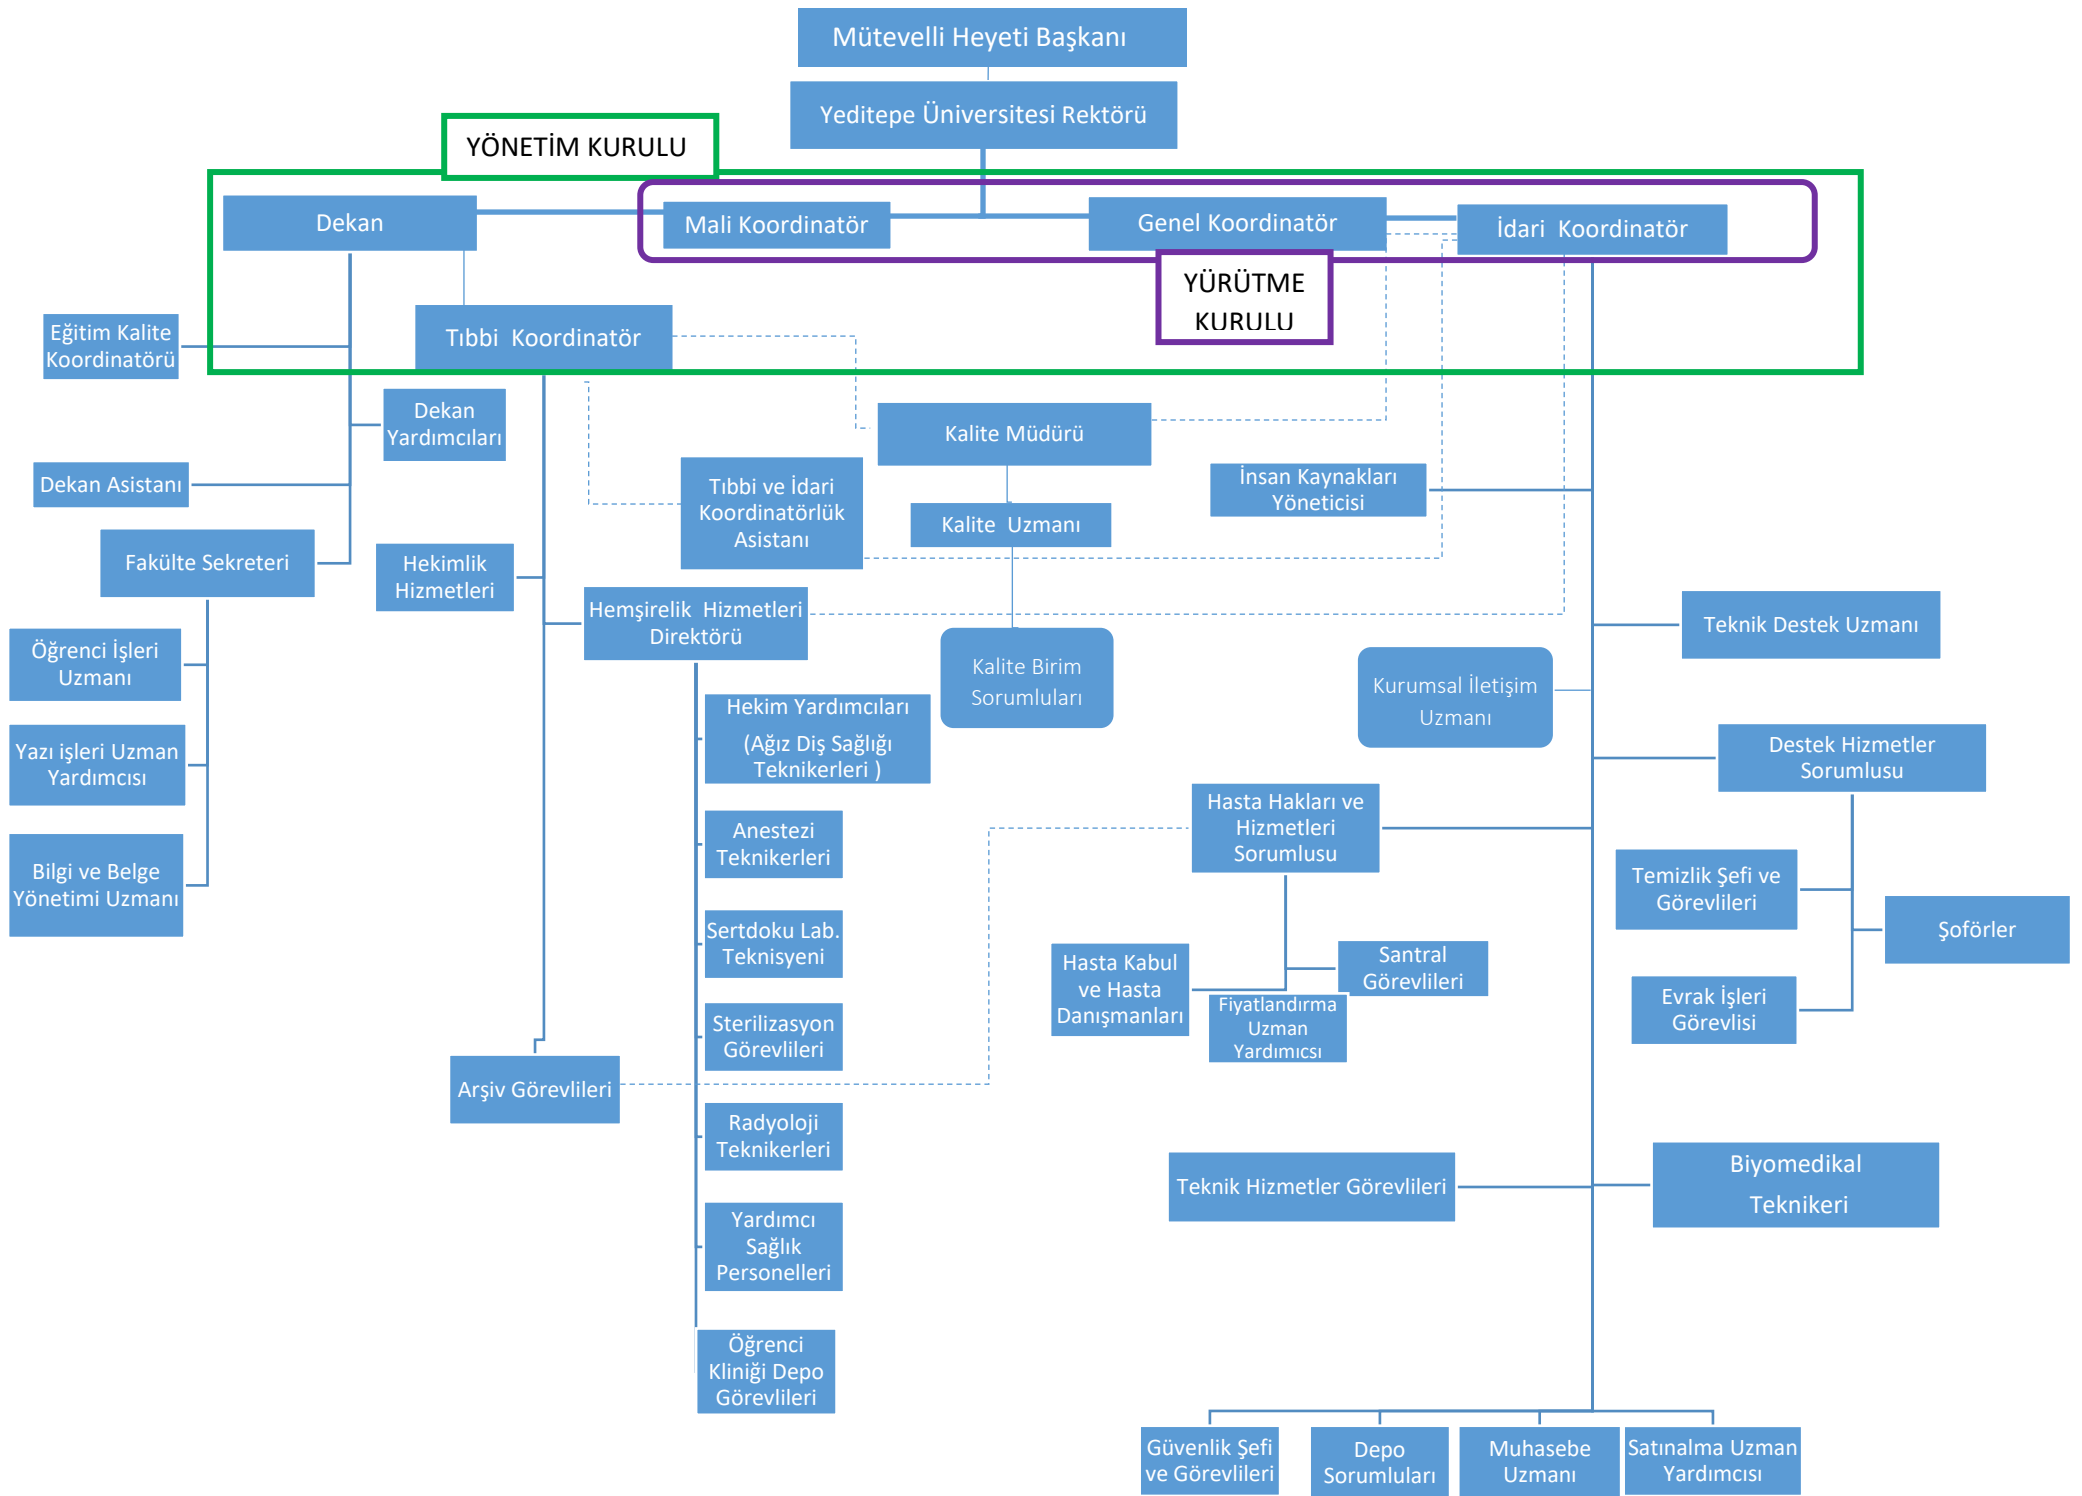 Mütevelli Heyeti Başkanı
Yeditepe Üniversitesi Rektörü
YÖNETİM KURULU
Dekan
Mali Koordinatör
Genel Koordinatör
İdari Koordinatör
YÜRÜTME
KURULU
Eğitim Kalite
Koordinatörü
Tıbbi Koordinatör
Dekan
Yardımcıları
Kalite Müdürü
Dekan Asistanı
Tıbbi ve İdari
Koordinatörlük
Asistanı
İnsan Kaynakları
Yöneticisi
Kalite Uzmanı
Fakülte Sekreteri
Hekimlik
Hizmetleri
Hemşirelik Hizmetleri
Direktörü
Teknik Destek Uzmanı
Öğrenci İşleri
Uzmanı
Kalite Birim
Sorumluları
Kurumsal İletişim
Uzmanı
Hekim Yardımcıları
(Ağız Diş Sağlığı
Teknikerleri )
Yazı işleri Uzman
Yardımcısı
Destek Hizmetler
Sorumlusu
Hasta Hakları ve
Hizmetleri
Sorumlusu
Anestezi
Teknikerleri
Bilgi ve Belge
Yönetimi Uzmanı
Temizlik Şefi ve
Görevlileri
Şoförler
Sertdoku Lab.
Teknisyeni
Hasta Kabul
ve Hasta
Danışmanları
Santral
Görevlileri
Fiyatlandırma
Uzman
Yardımıcsı
Evrak İşleri
Görevlisi
Sterilizasyon
Görevlileri
Arşiv Görevlileri
Radyoloji
Teknikerleri
Teknik Hizmetler Görevlileri
Biyomedikal
Teknikeri
Yardımcı
Sağlık
Personelleri
Öğrenci
Kliniği Depo
Görevlileri
Güvenlik Şefi
ve Görevlileri
Depo
Sorumluları
Muhasebe
Uzmanı
Satınalma Uzman
Yardımcısı